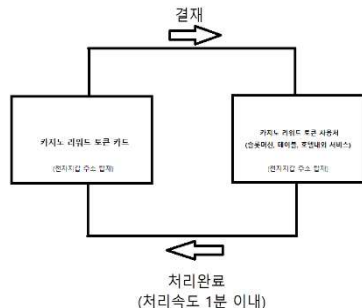 결재
카지노 리워드 토큰 카드
(전자지갑 주소 탑재)
카지노 리워드 토큰 사용처
(슬롯머신, 테이블, 호텔내외 서비스)
(전자지갑 주소 탑재)
처리완료
(처리속도 1분 이내)